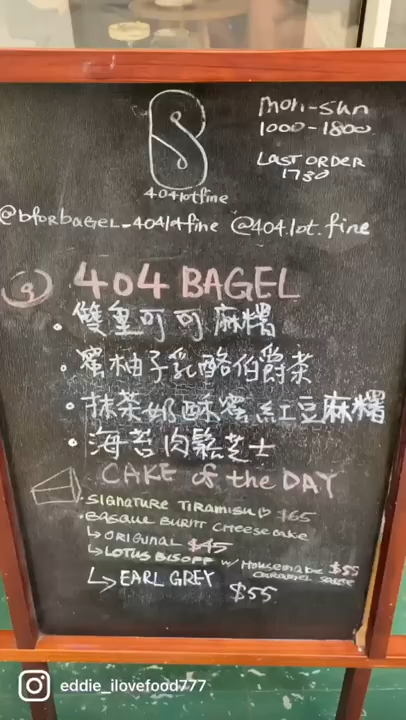 B
404lotfine
Mon-Sun
1000-1800
LAST ORDER
1730
@bforbagel_404lotfine @404.lot.fine
404 BAGEL
· 雙重可可麻糬
· 蜜柚子乳酪伯爵茶
· 抹茶奶酥蜜紅豆麻糬
· 海苔肉鬆芝士
CAKE of the DAY
· SIGNATURE TIRAMISU $65
· BASQUE BURNT CHEESECAKE
↳ ORIGINAL $45
↳ LOTUS BISOFF w/ Housemade $55
CARAMEL SAUCE
↳ EARL GREY
$55
eddie_ilovefood777